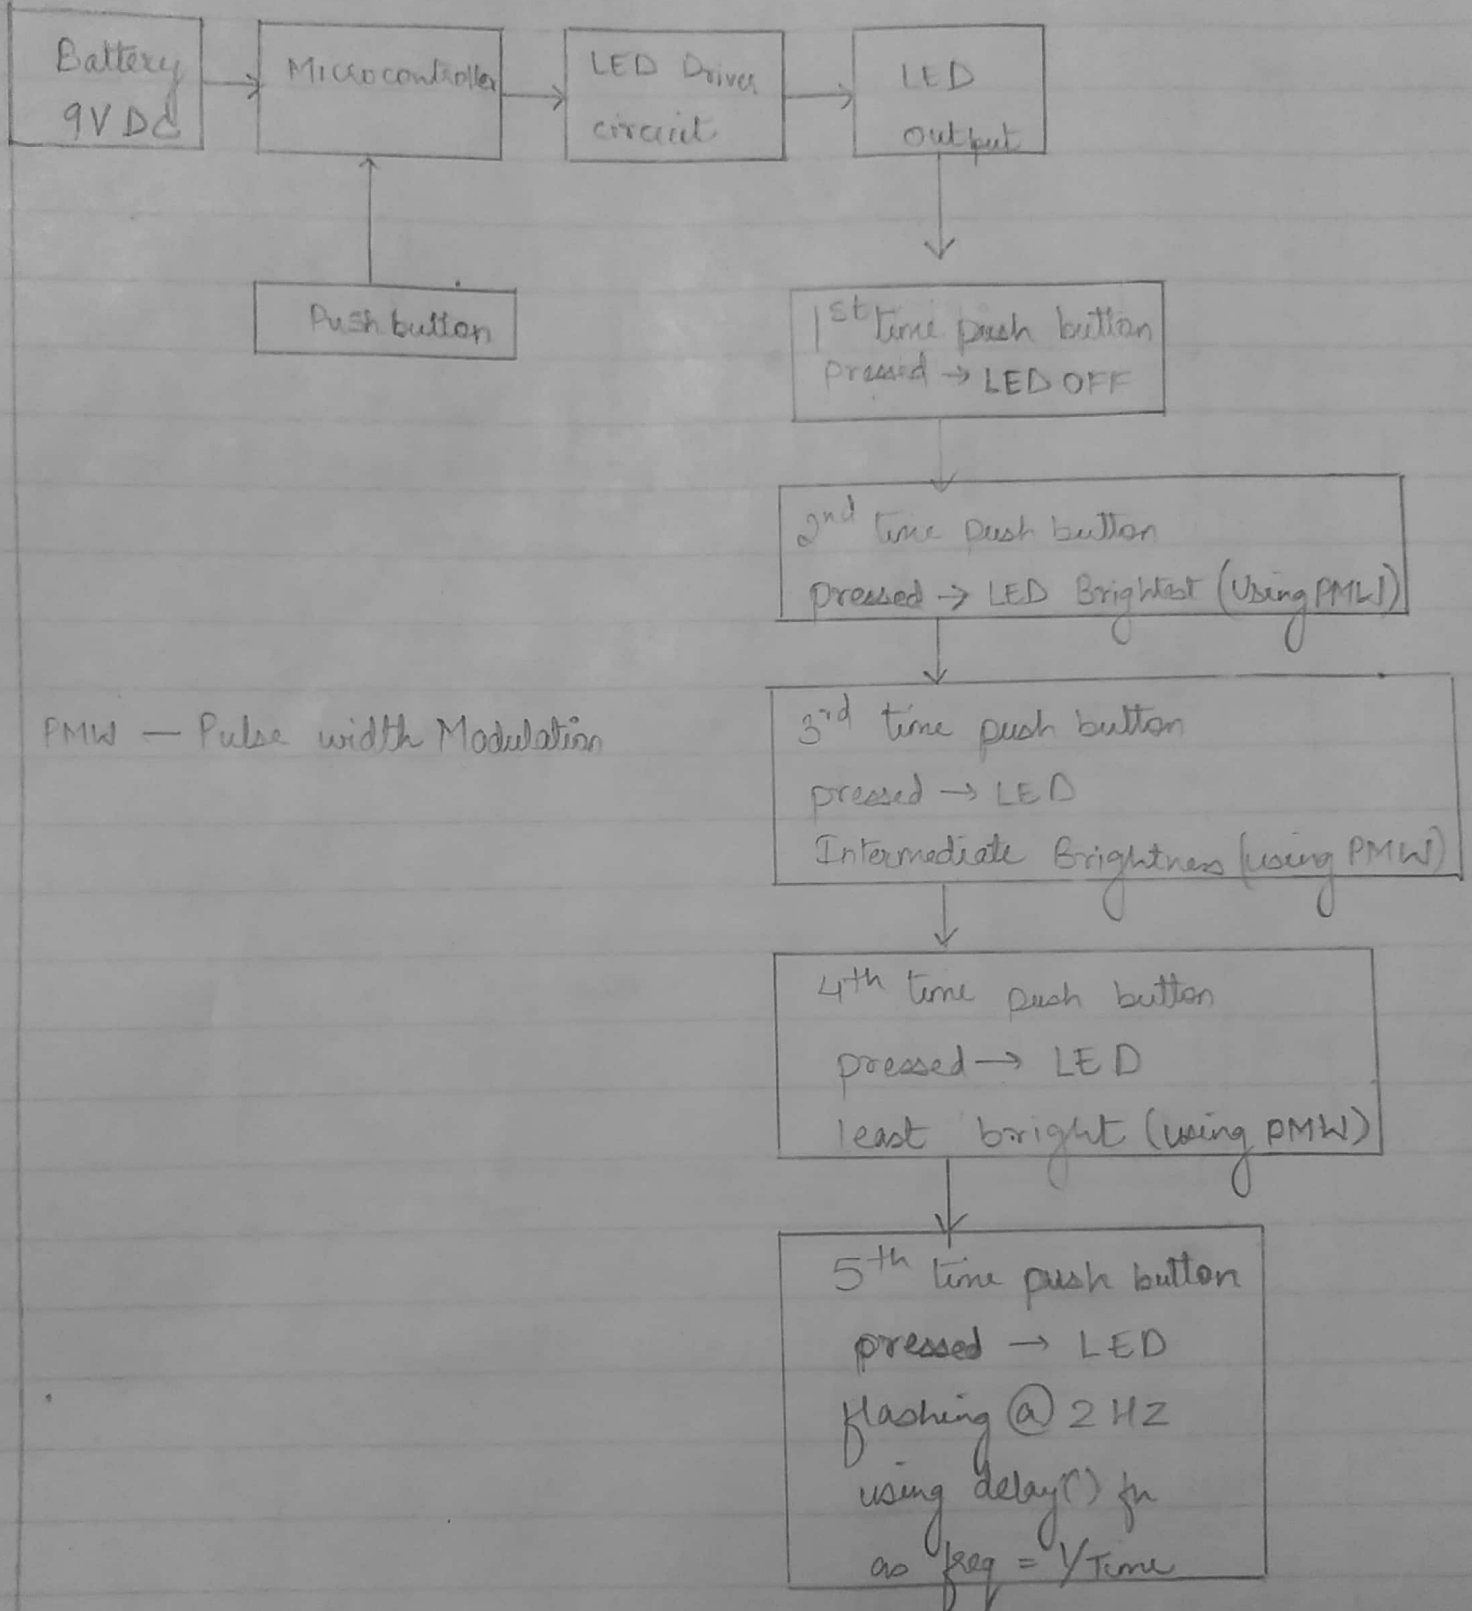 Battery
9V DC
Microcontroller
LED Driver
circuit
LED
output
Push button
1st time push button
pressed → LED OFF
2nd time push button
pressed → LED Brightest (Using PMW)
PMW — Pulse width Modulation
3rd time push button
pressed → LED
Intermediate Brightness (using PMW)
4th time push button
pressed → LED
least bright (using PMW)
5th time push button
pressed → LED
flashing @ 2 HZ
using delay() fn
as freq = 1/Time